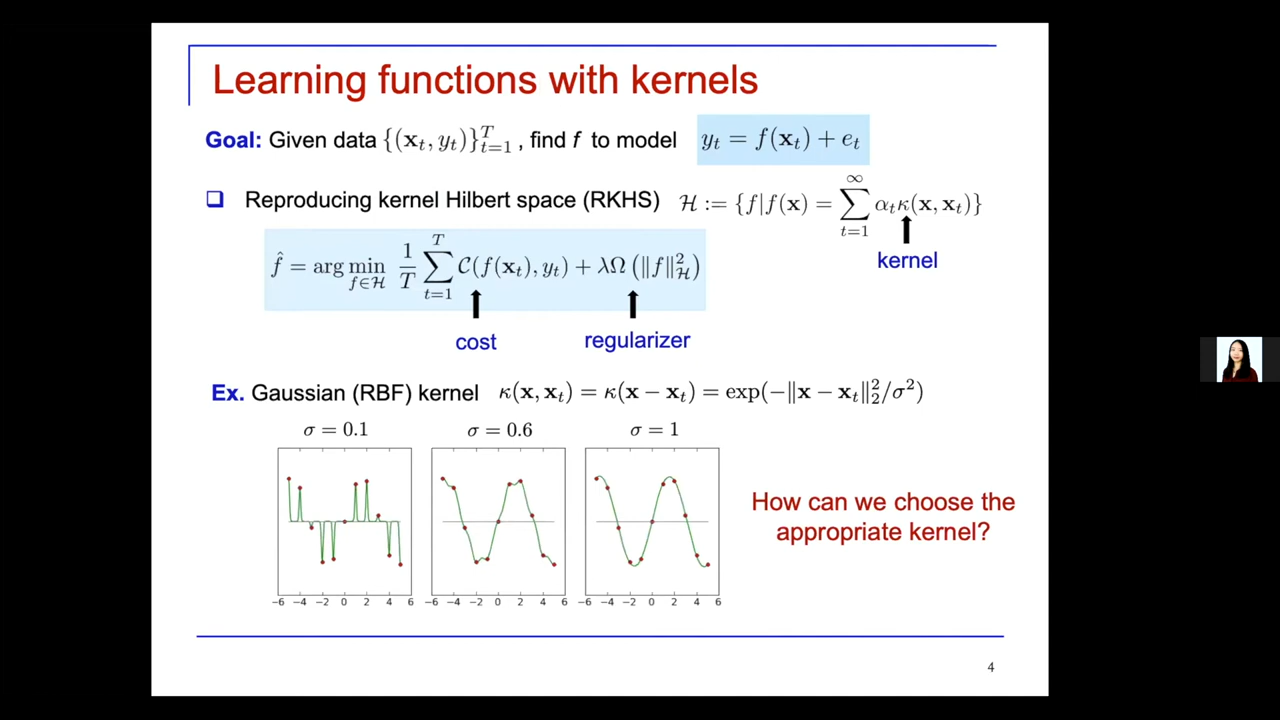 Learning functions with kernels
Goal: Given data {(x_t, y_t)}_{t=1}^T , find f to model y_t = f(x_t) + e_t
❑ Reproducing kernel Hilbert space (RKHS) ℋ := {f|f(x) = ∑_{t=1}^∞ α_t κ(x, x_t)}
kernel
f̂ = arg min_{f∈ℋ} 1/T ∑_{t=1}^T 𝒞(f(x_t), y_t) + λΩ(‖f‖²_ℋ)
cost regularizer
Ex. Gaussian (RBF) kernel κ(x, x_t) = κ(x − x_t) = exp(−‖x − x_t‖²₂/σ²)
σ = 0.1 σ = 0.6 σ = 1
−6 −4 −2 0 2 4 6 −6 −4 −2 0 2 4 6 −6 −4 −2 0 2 4 6
How can we choose the
appropriate kernel?
4